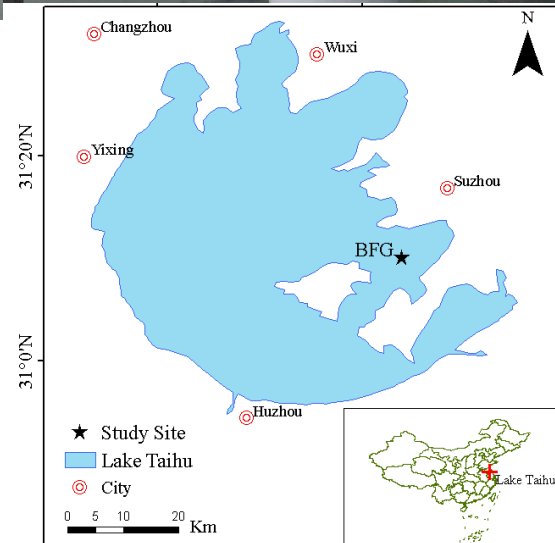 Changzhou
N
Wuxi
31°20'N
Yixing
Suzhou
BFG
31°0'N
Huzhou
Study Site
Lake Taihu
City
0 5 10 20 Km
Lake Taihu